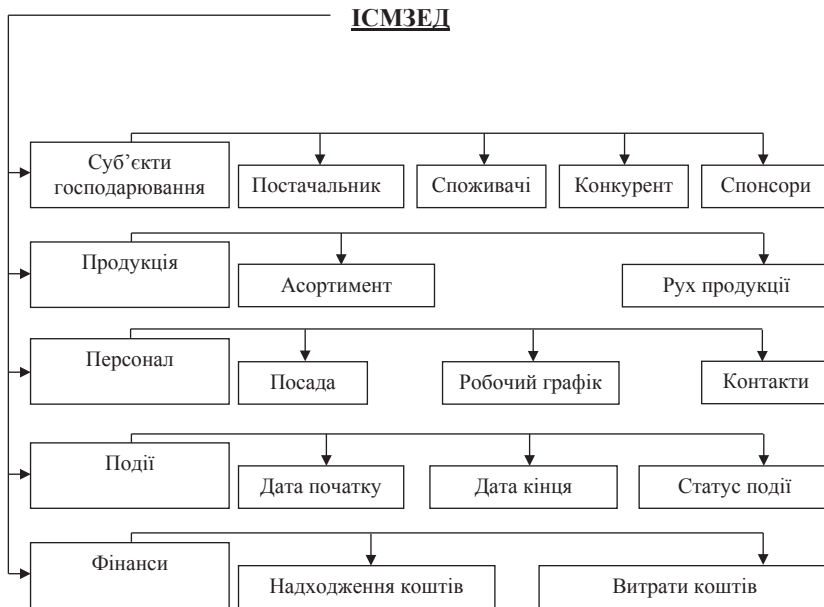 ІСМЗЕД
Суб’єкти
господарювання
Постачальник
Споживачі
Конкурент
Спонсори
Продукція
Асортимент
Рух продукції
Персонал
Посада
Робочий графік
Контакти
Події
Дата початку
Дата кінця
Статус події
Фінанси
Надходження коштів
Витрати коштів